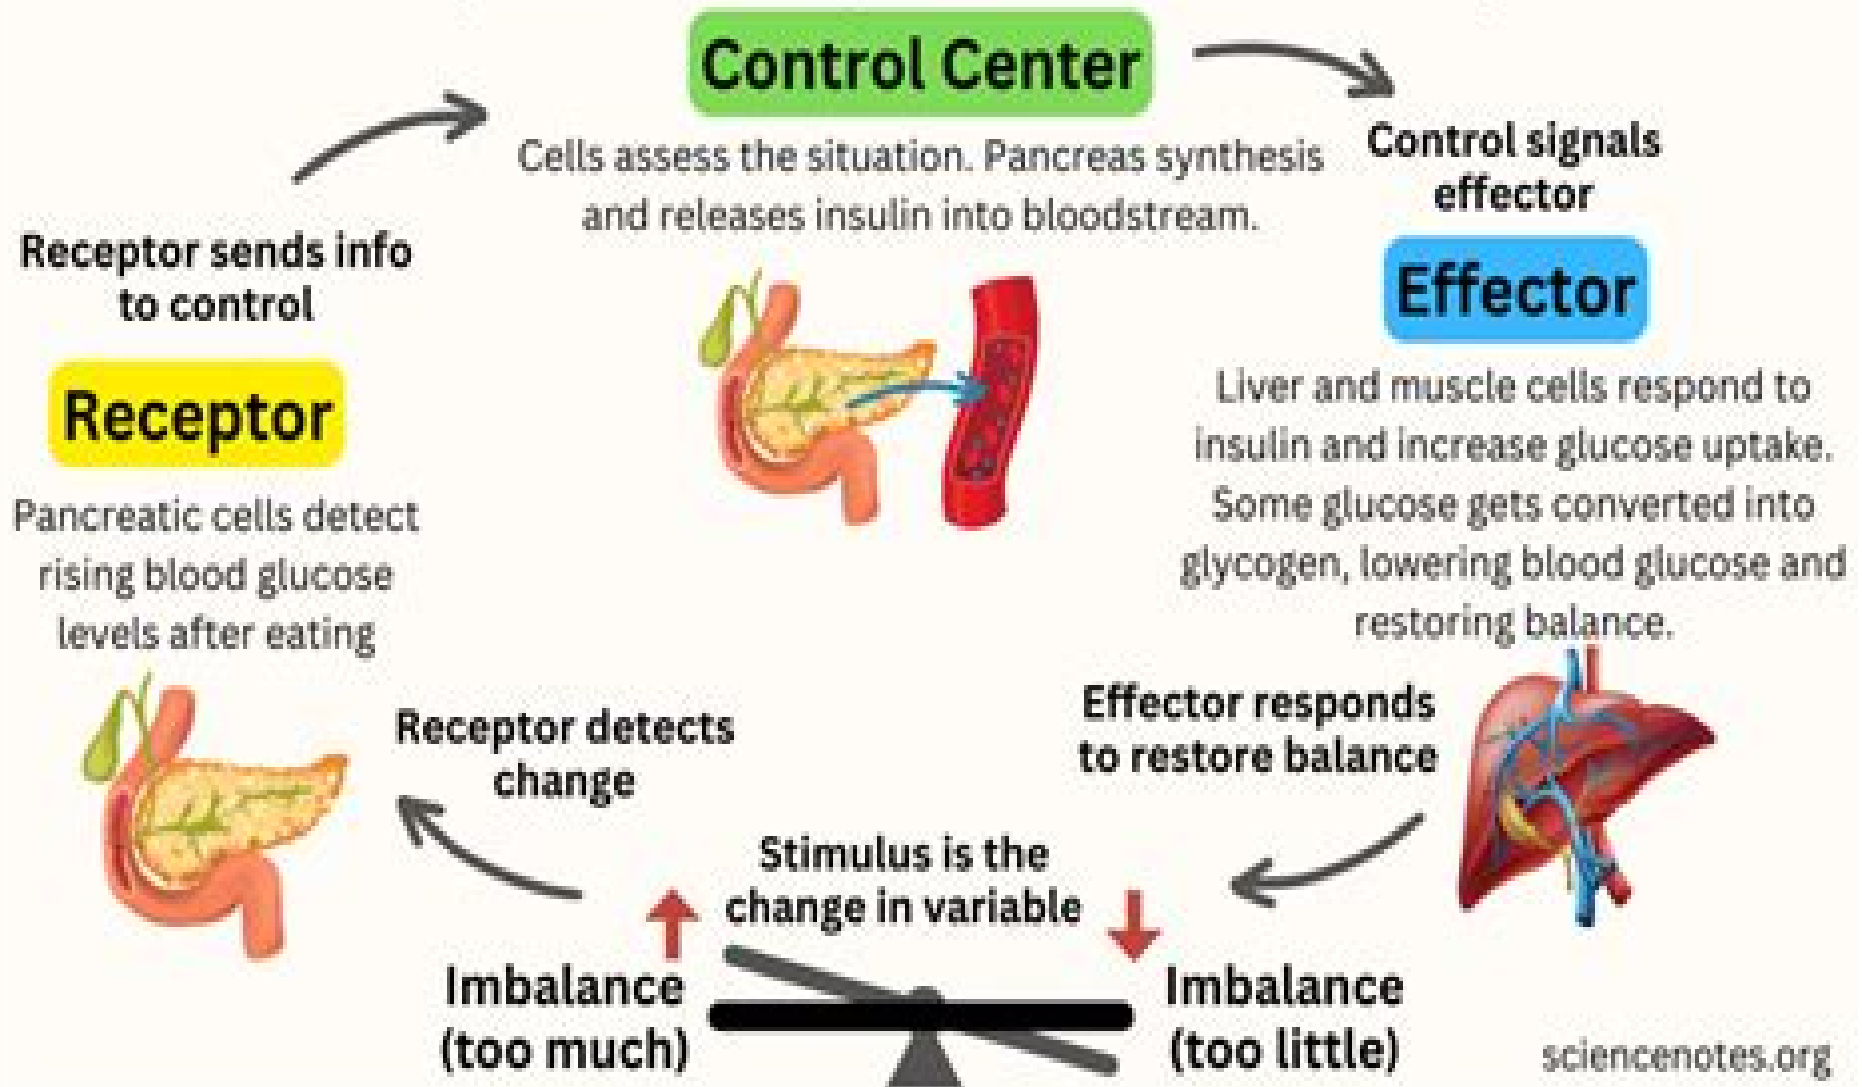 Control Center
Cells assess the situation. Pancreas synthesis
and releases insulin into bloodstream.
Control signals
effector
Effector
Liver and muscle cells respond to
insulin and increase glucose uptake.
Some glucose gets converted into
glycogen, lowering blood glucose and
restoring balance.
Receptor sends info
to control
Receptor
Pancreatic cells detect
rising blood glucose
levels after eating
Receptor detects
change
Effector responds
to restore balance
Stimulus is the
change in variable
Imbalance
(too much)
Imbalance
(too little)
sciencenotes.org